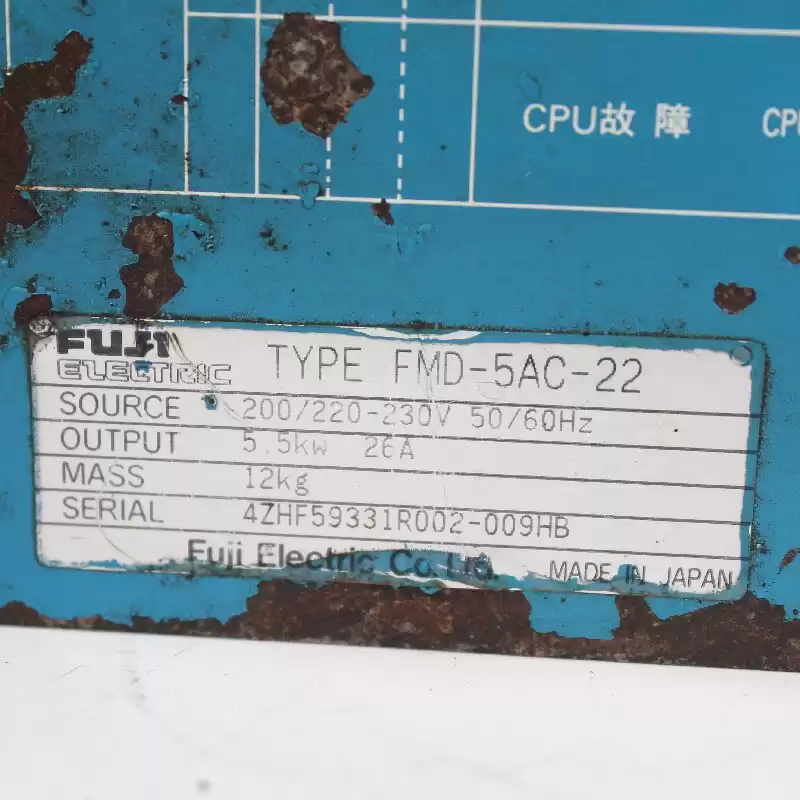 CPU故障 CPU
FUJI
ELECTRIC
TYPE FMD-5AC-22
SOURCE 200/220-230V 50/60Hz
OUTPUT 5.5kw 26A
MASS 12kg
SERIAL 4ZHF59331R002-009HB
Fuji Electric Co.Ltd. MADE IN JAPAN